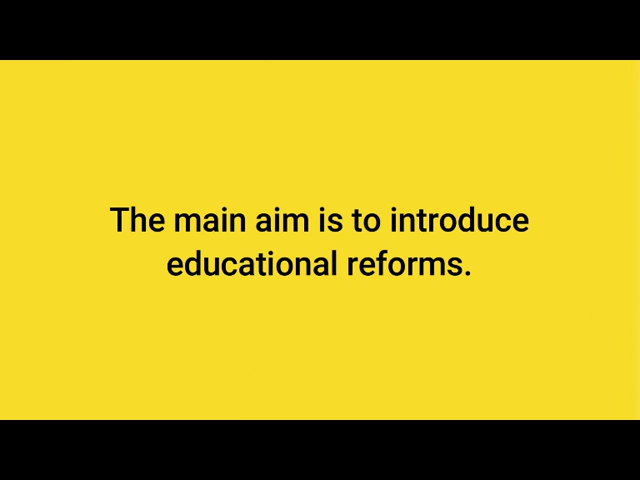 The main aim is to introduce
educational reforms.